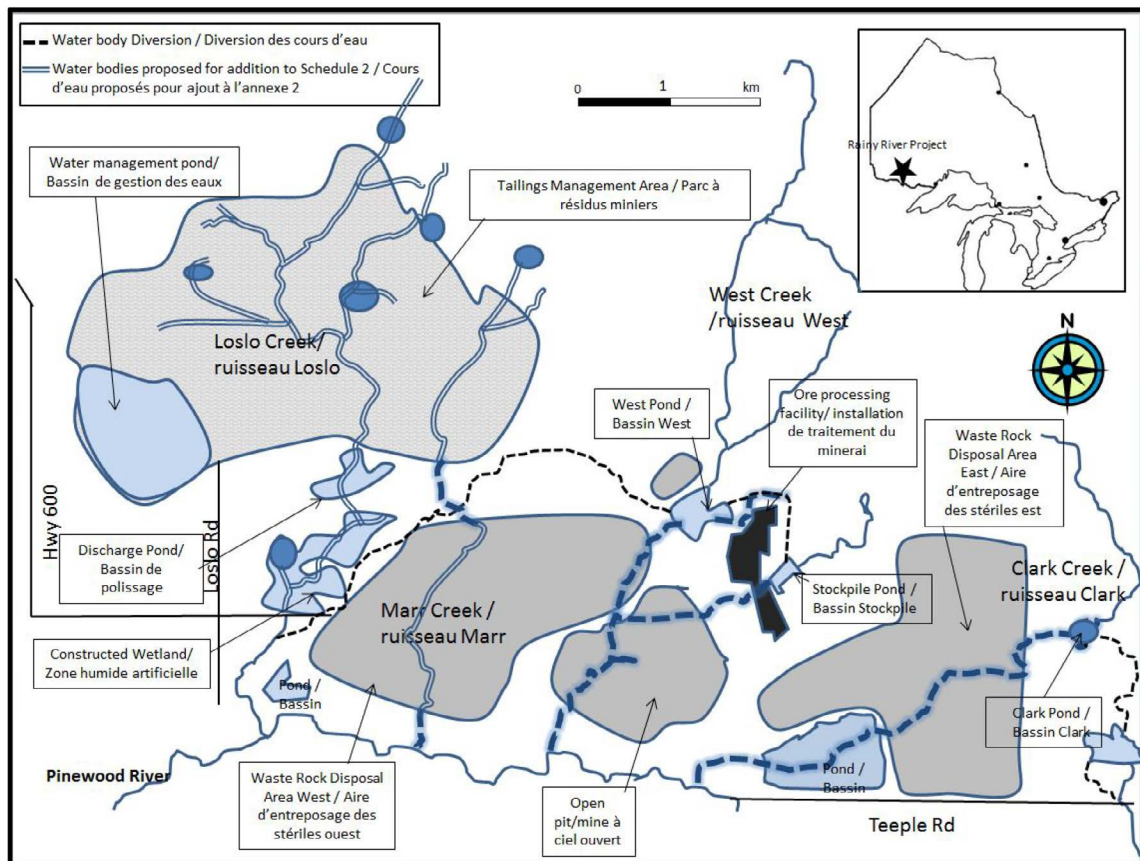 Water body Diversion / Diversion des cours d'eau
Water bodies proposed for addition to Schedule 2 / Cours
d'eau proposés pour ajout à l'annexe 2
0 1 km
Rainy River Project
Water management pond/
Bassin de gestion des eaux
Tailings Management Area / Parc à
résidus miniers
West Creek
/ruisseau West
N
Loslo Creek/
ruisseau Loslo
West Pond /
Bassin West
Ore processing
facility/ installation
de traitement du
minerai
Waste Rock
Disposal Area
East / Aire
d'entreposage
des stériles est
Hwy 600
Loslo Rd
Discharge Pond/
Bassin de
polissage
Stockpile Pond /
Bassin Stockpile
Clark Creek /
ruisseau Clark
Marr Creek /
ruisseau Marr
Constructed Wetland/
Zone humide artificielle
Pond /
Bassin
Clark Pond /
Bassin Clark
Pinewood River
Waste Rock Disposal
Area West / Aire
d'entreposage des
stériles ouest
Open
pit/mine à
ciel ouvert
Pond /
Bassin
Teeple Rd